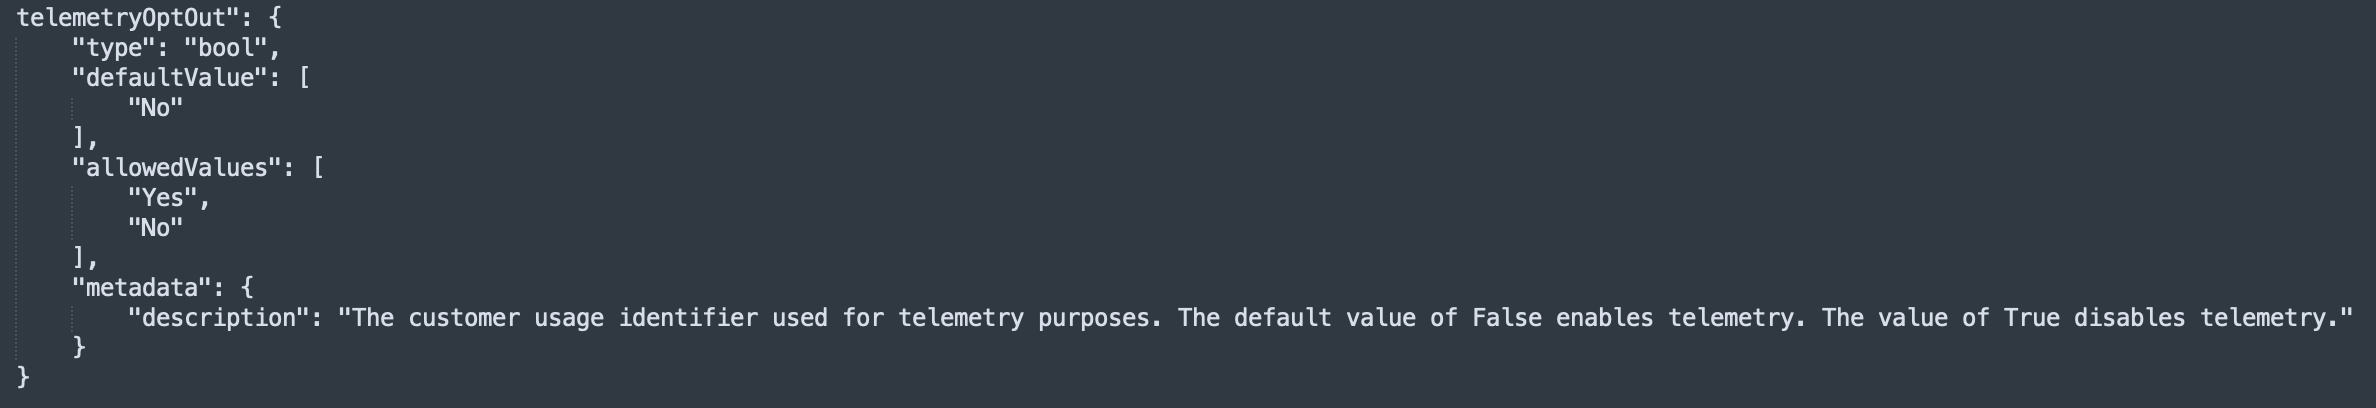 telemetryOptOut": {
    "type": "bool",
    "defaultValue": [
        "No"
    ],
    "allowedValues": [
        "Yes",
        "No"
    ],
    "metadata": {
        "description": "The customer usage identifier used for telemetry purposes. The default value of False enables telemetry. The value of True disables telemetry."
    }
}